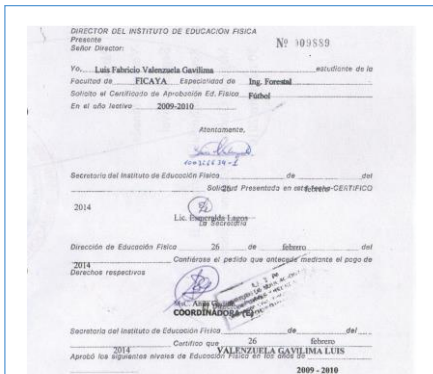 DIRECTOR DEL INSTITUTO DE EDUCACIÓN FISICA
Presente
Señor Director:
Nº 009889
Yo, Luis Fabricio Valenzuela Gavilima estudiante de la
Facultad de FICAYA Especialidad de Ing. Forestal
Solicito el Certificado de Aprobación Ed. Física Fútbol
En el año lectivo 2009-2010
Atentamente,
Secretaría del Instituto de Educación Física de del
26 Solicitud Presentada en esta fecha CERTIFICO
febrero
2014
Lic. Esmeralda Lagos
La Secretaria
Dirección de Educación Física 26 de febrero del
2014 Confiérase el pedido que antecede mediante el pago de
Derechos respectivos
COORDINADORA (E)
Secretaría del Instituto de Educación Física de del
Certifico que 26 febrero
2014 VALENZUELA GAVILIMA LUIS
Aprobó los siguientes niveles de Educación Física en los años de
2009 - 2010